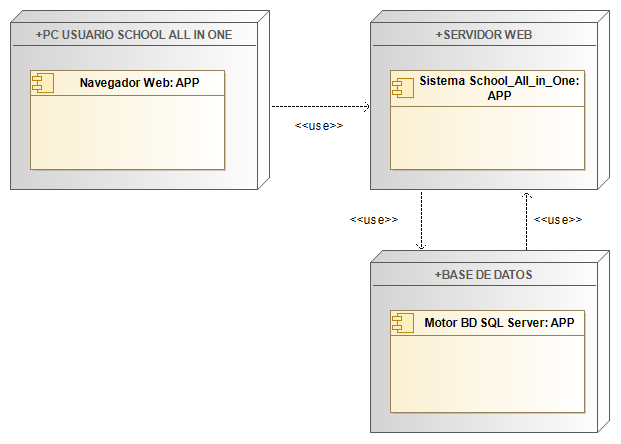 +PC USUARIO SCHOOL ALL IN ONE
Navegador Web: APP
<<use>>
+SERVIDOR WEB
Sistema School_All_in_One:
APP
<<use>>
<<use>>
+BASE DE DATOS
Motor BD SQL Server: APP